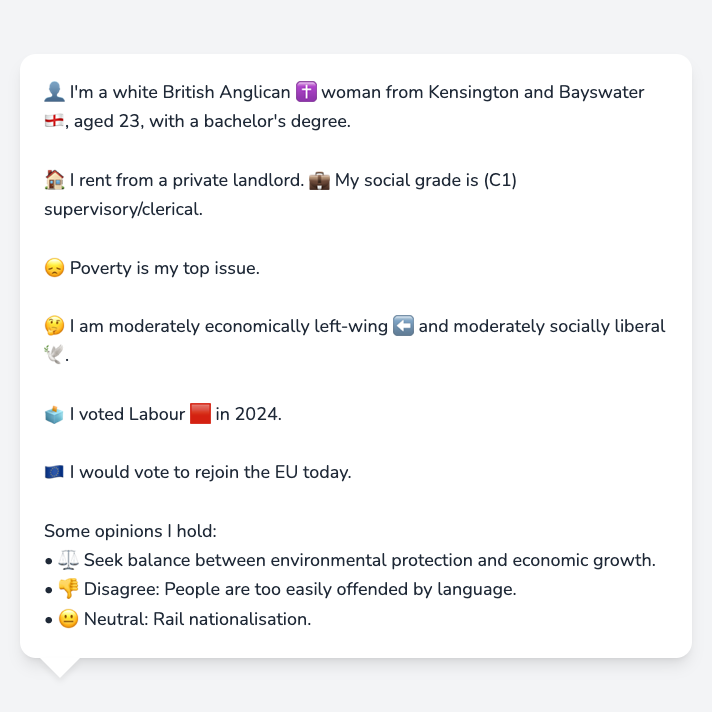 👤 I'm a white British Anglican ✝️ woman from Kensington and Bayswater
🏴󠁧󠁢󠁥󠁮󠁧󠁿, aged 23, with a bachelor's degree.
🏠 I rent from a private landlord. 💼 My social grade is (C1)
supervisory/clerical.
😞 Poverty is my top issue.
🤔 I am moderately economically left-wing ⬅️ and moderately socially liberal
🕊️.
🗳️ I voted Labour 🟥 in 2024.
🇪🇺 I would vote to rejoin the EU today.
Some opinions I hold:
• ⚖️ Seek balance between environmental protection and economic growth.
• 👎 Disagree: People are too easily offended by language.
• 😐 Neutral: Rail nationalisation.